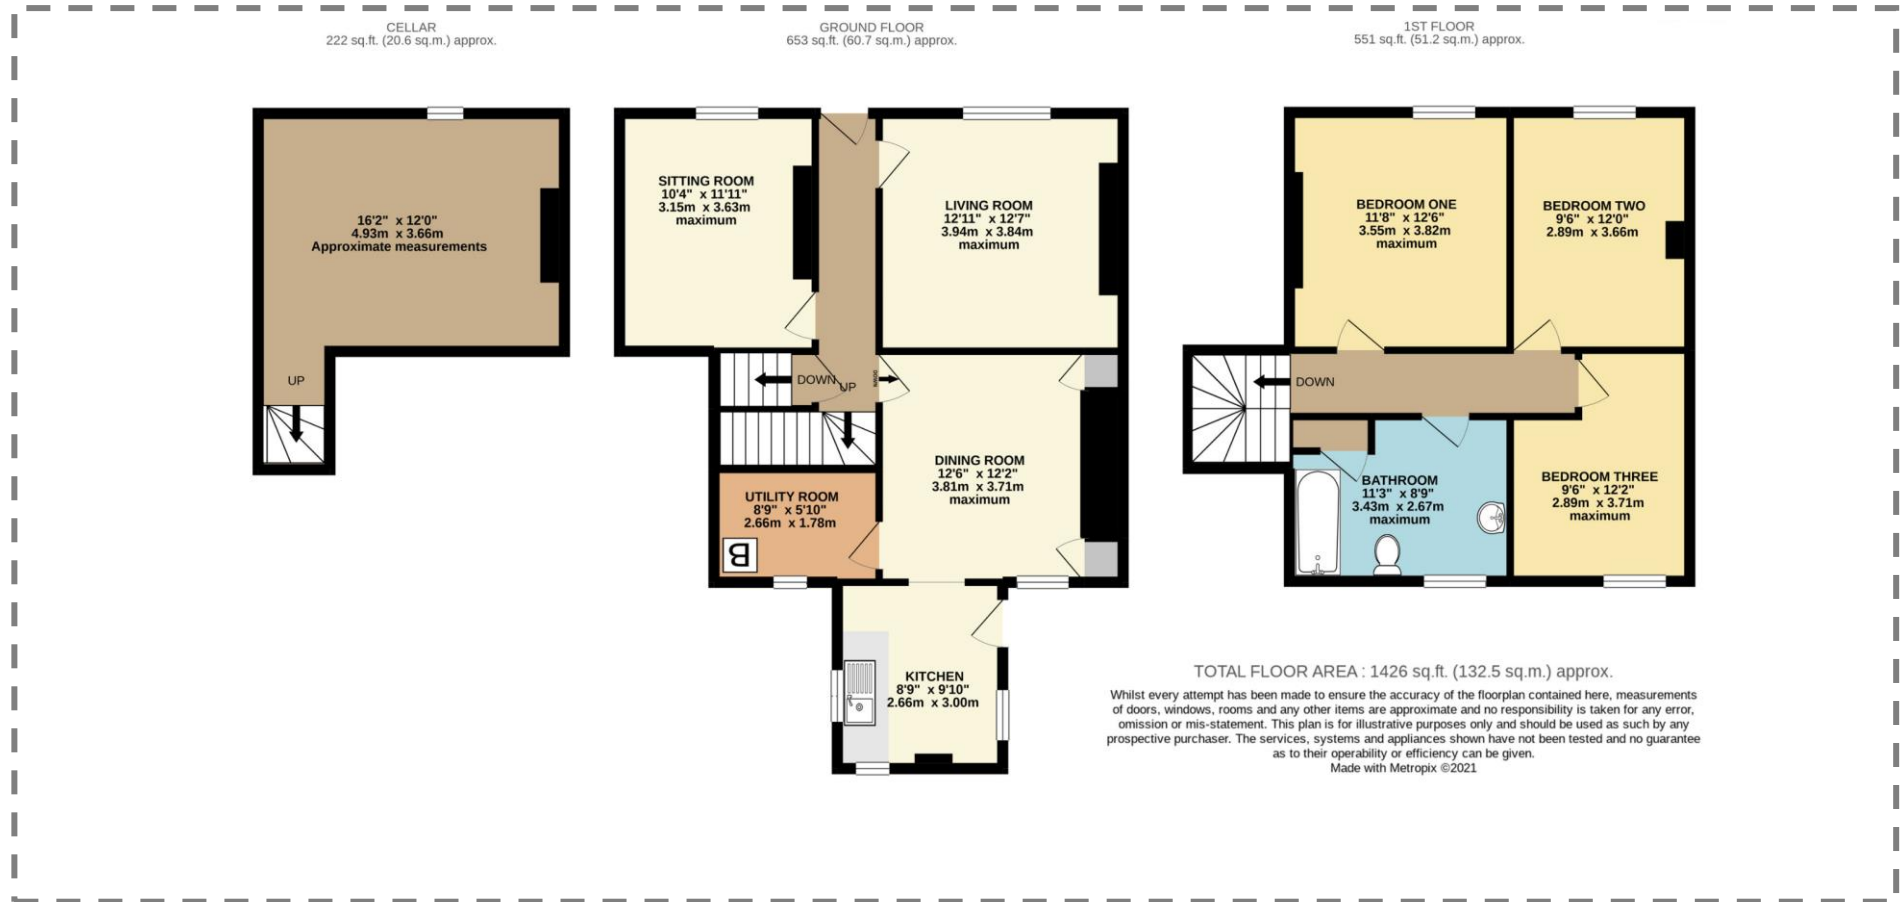 CELLAR
222 sq.ft. (20.6 sq.m.) approx.
16'2" x 12'0"
4.93m x 3.66m
Approximate measurements
UP
GROUND FLOOR
653 sq.ft. (60.7 sq.m.) approx.
SITTING ROOM
10'4" x 11'11"
3.15m x 3.63m
maximum
LIVING ROOM
12'11" x 12'7"
3.94m x 3.84m
maximum
DOWN
UP
DOWN
DINING ROOM
12'6" x 12'2"
3.81m x 3.71m
maximum
UTILITY ROOM
8'9" x 5'10"
2.66m x 1.78m
B
KITCHEN
8'9" x 9'10"
2.66m x 3.00m
1ST FLOOR
551 sq.ft. (51.2 sq.m.) approx.
BEDROOM ONE
11'8" x 12'6"
3.55m x 3.82m
maximum
BEDROOM TWO
9'6" x 12'0"
2.89m x 3.66m
DOWN
BATHROOM
11'3" x 8'9"
3.43m x 2.67m
maximum
BEDROOM THREE
9'6" x 12'2"
2.89m x 3.71m
maximum
TOTAL FLOOR AREA : 1426 sq.ft. (132.5 sq.m.) approx.
Whilst every attempt has been made to ensure the accuracy of the floorplan contained here, measurements
of doors, windows, rooms and any other items are approximate and no responsibility is taken for any error,
omission or mis-statement. This plan is for illustrative purposes only and should be used as such by any
prospective purchaser. The services, systems and appliances shown have not been tested and no guarantee
as to their operability or efficiency can be given.
Made with Metropix ©2021